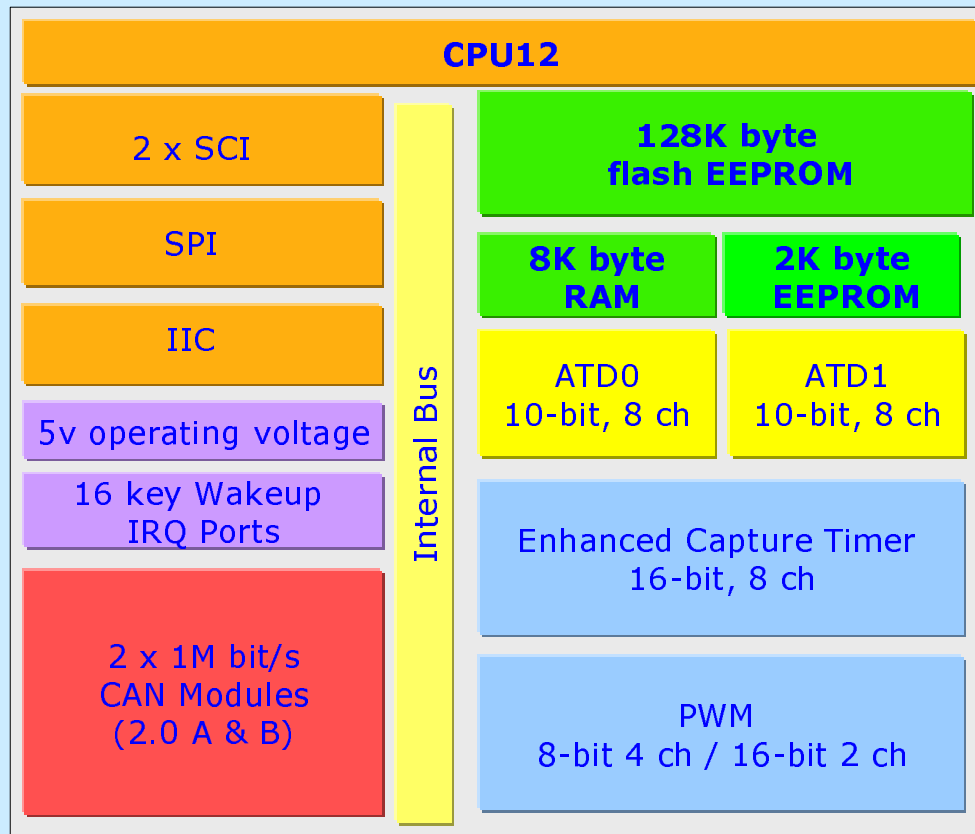 CPU12
2 x SCI
SPI
IIC
5v operating voltage
16 key Wakeup
IRQ Ports
2 x 1M bit/s
CAN Modules
(2.0 A & B)
Internal Bus
128K byte
flash EEPROM
8K byte
RAM
2K byte
EEPROM
ATD0
10-bit, 8 ch
ATD1
10-bit, 8 ch
Enhanced Capture Timer
16-bit, 8 ch
PWM
8-bit 4 ch / 16-bit 2 ch